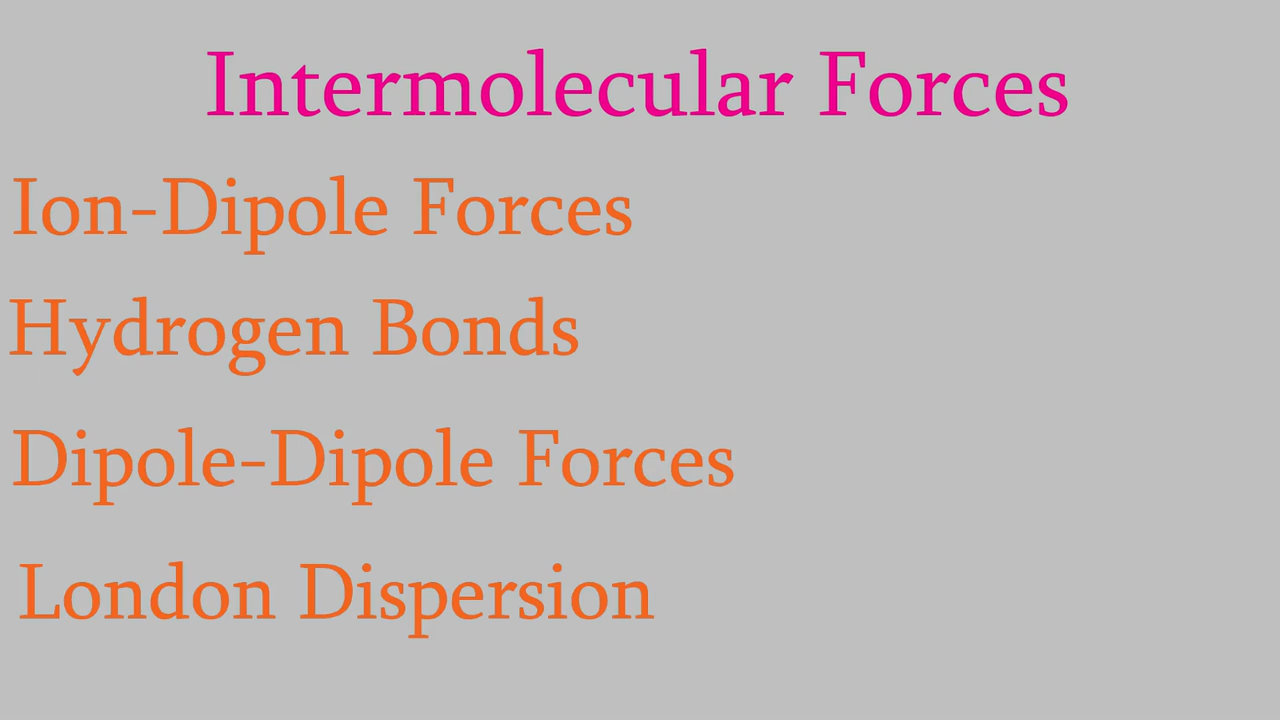 Intermolecular Forces
Ion-Dipole Forces
Hydrogen Bonds
Dipole-Dipole Forces
London Dispersion